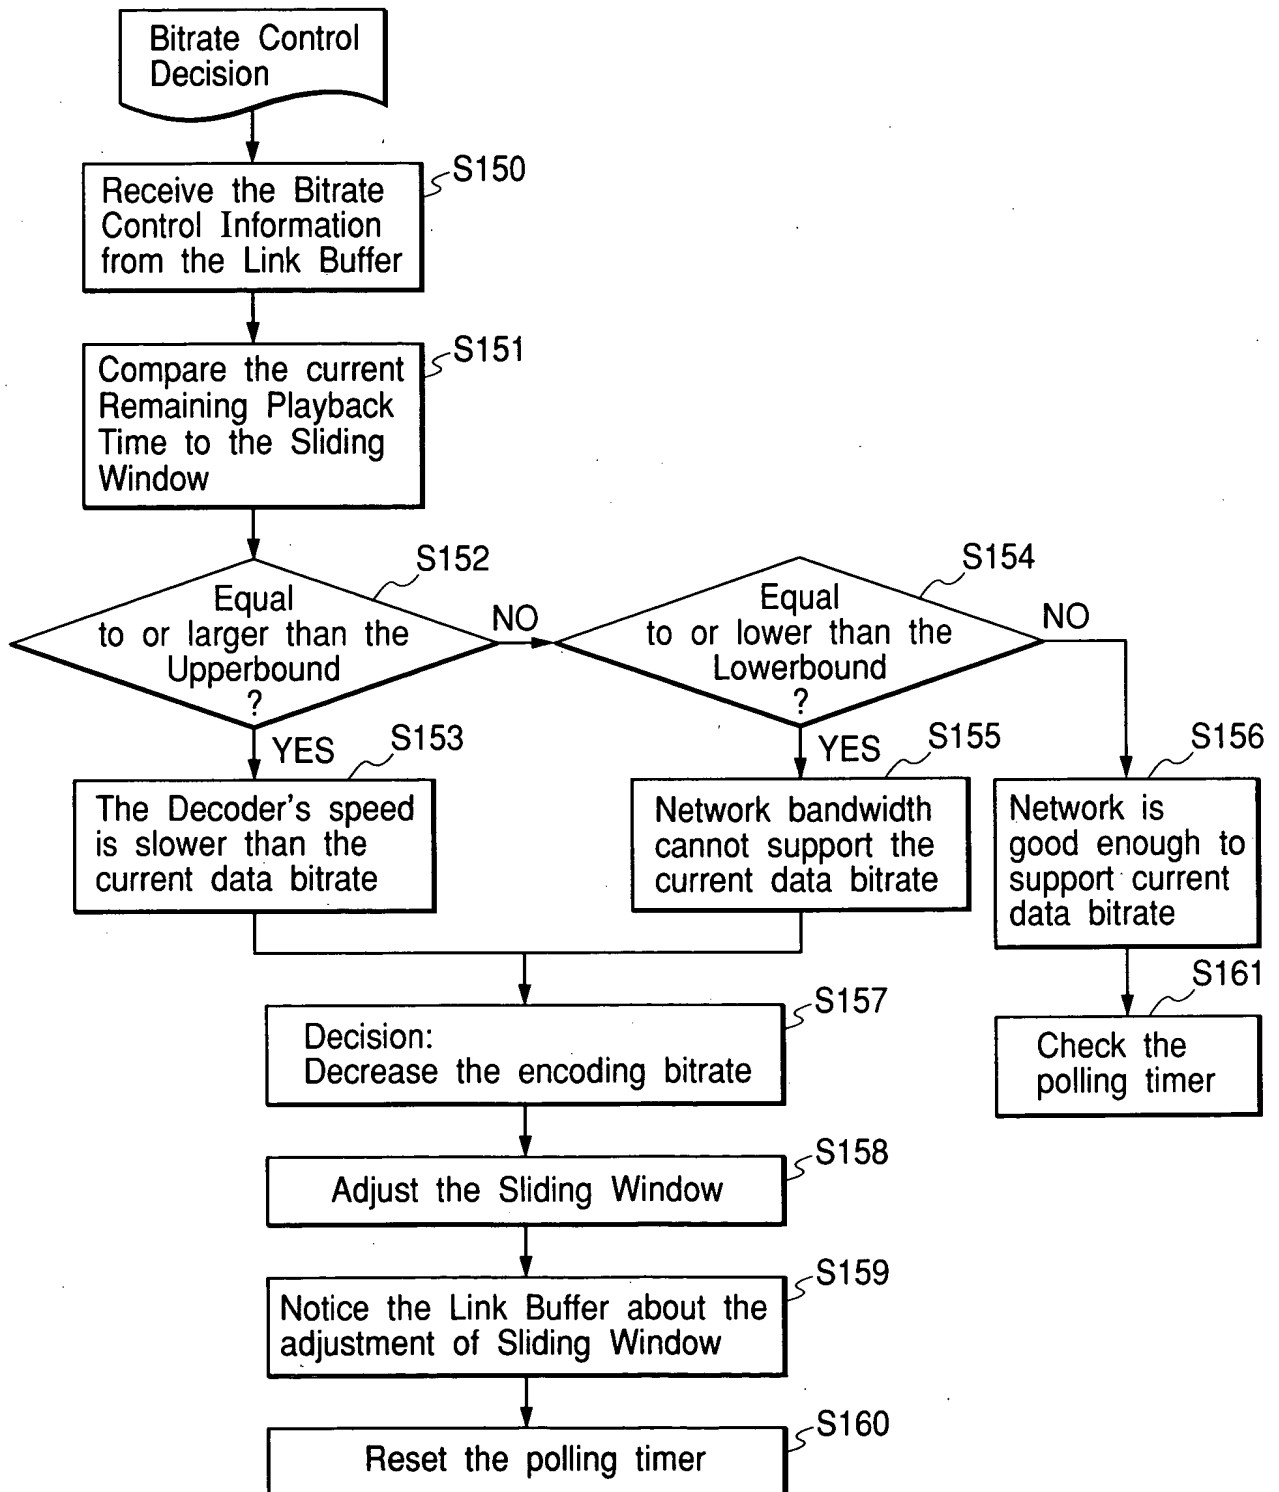 Bitrate Control
Decision
S150
Receive the Bitrate
Control Information
from the Link Buffer
S151
Compare the current
Remaining Playback
Time to the Sliding
Window
S152
Equal
to or larger than the
Upperbound
?
NO
YES
S154
Equal
to or lower than the
Lowerbound
?
NO
YES
S153
The Decoder's speed
is slower than the
current data bitrate
S155
Network bandwidth
cannot support the
current data bitrate
S156
Network is
good enough to
support current
data bitrate
S161
Check the
polling timer
S157
Decision:
Decrease the encoding bitrate
S158
Adjust the Sliding Window
S159
Notice the Link Buffer about the
adjustment of Sliding Window
S160
Reset the polling timer